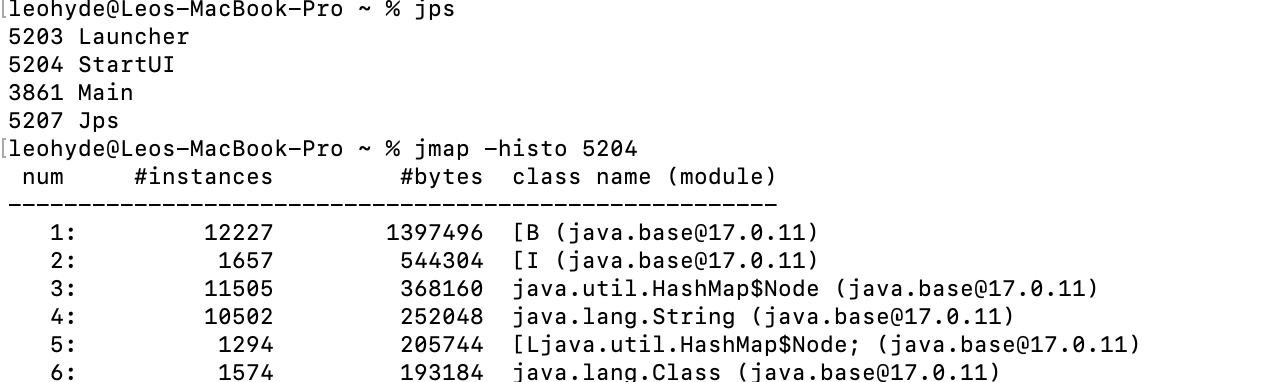 [leohyde@Leos-MacBook-Pro ~ % jps
5203 Launcher
5204 StartUI
3861 Main
5207 Jps
[leohyde@Leos-MacBook-Pro ~ % jmap -histo 5204
 num     #instances         #bytes  class name (module)
-------------------------------------------------------
   1:         12227        1397496  [B (java.base@17.0.11)
   2:          1657         544304  [I (java.base@17.0.11)
   3:         11505         368160  java.util.HashMap$Node (java.base@17.0.11)
   4:         10502         252048  java.lang.String (java.base@17.0.11)
   5:          1294         205744  [Ljava.util.HashMap$Node; (java.base@17.0.11)
   6:          1574         193184  java.lang.Class (java.base@17.0.11)